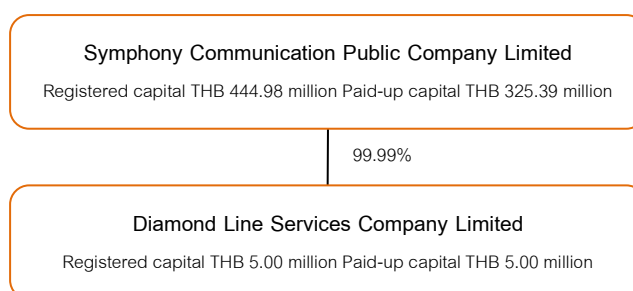 Symphony Communication Public Company Limited
Registered capital THB 444.98 million Paid-up capital THB 325.39 million
99.99%
Diamond Line Services Company Limited
Registered capital THB 5.00 million Paid-up capital THB 5.00 million